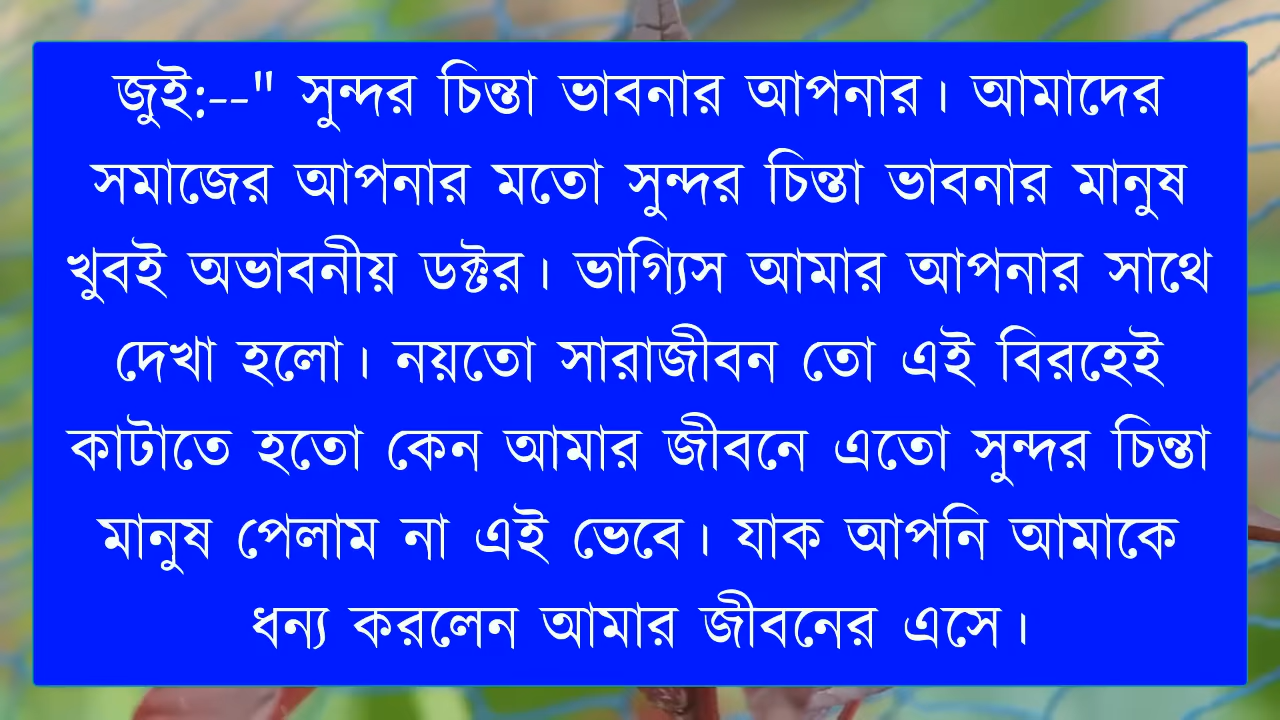 জুই:--" সুন্দর চিন্তা ভাবনার আপনার। আমাদের
সমাজের আপনার মতো সুন্দর চিন্তা ভাবনার মানুষ
খুবই অভাবনীয় ডক্টর। ভাগ্যিস আমার আপনার সাথে
দেখা হলো। নয়তো সারাজীবন তো এই বিরহেই
কাটাতে হতো কেন আমার জীবনে এতো সুন্দর চিন্তা
মানুষ পেলাম না এই ভেবে। যাক আপনি আমাকে
ধন্য করলেন আমার জীবনের এসে।